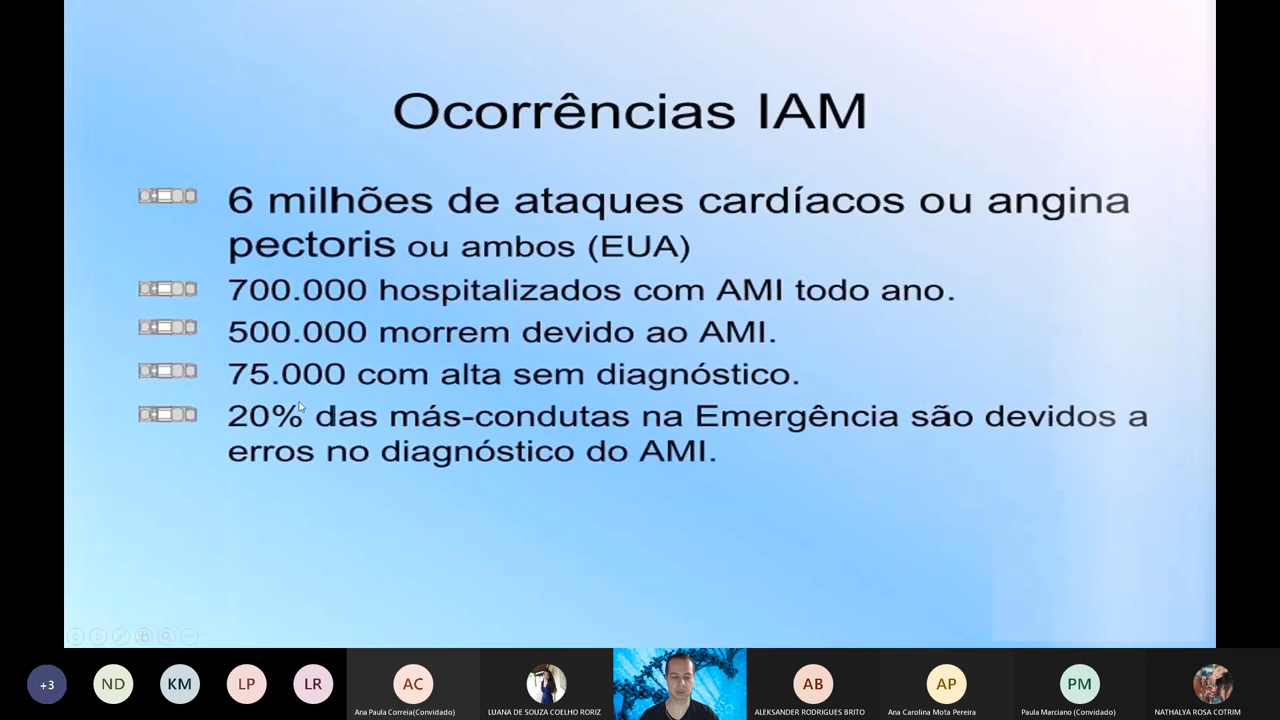 Ocorrências IAM
6 milhões de ataques cardíacos ou angina
pectoris ou ambos (EUA)
700.000 hospitalizados com AMI todo ano.
500.000 morrem devido ao AMI.
75.000 com alta sem diagnóstico.
20% das más-condutas na Emergência são devidos a
erros no diagnóstico do AMI.
+3 ND KM LP LR AC AB AP PM
Ana Paula Correia(Convidado) LUANA DE SOUZA COELHO RORIZ ALEKSANDER RODRIGUES BRITO Ana Carolina Mota Pereira Paula Marciano (Convidado) NATHALYA ROSA COTRIM